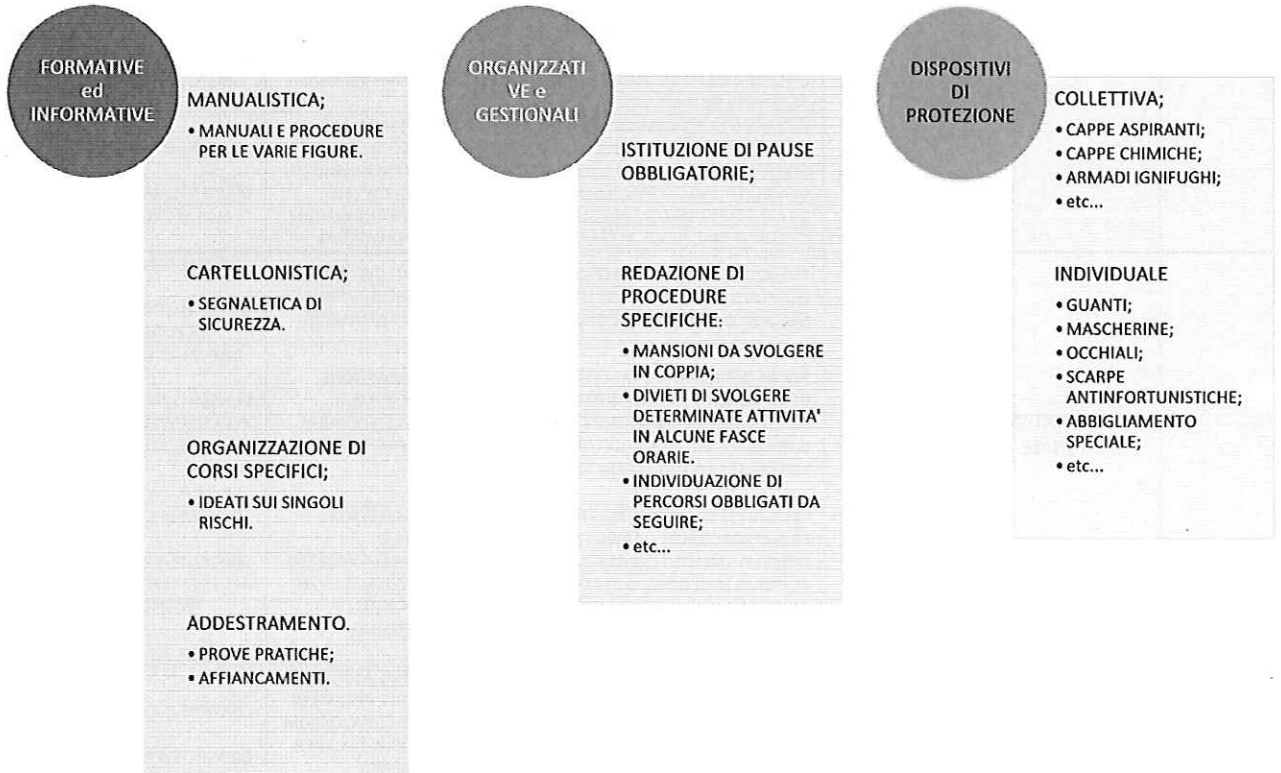 FORMATIVE
ed
INFORMATIVE
MANUALISTICA;
• MANUALI E PROCEDURE
PER LE VARIE FIGURE.
CARTELLONISTICA;
• SEGNALETICA DI
SICUREZZA.
ORGANIZZAZIONE DI
CORSI SPECIFICI;
• IDEATI SUI SINGOLI
RISCHI.
ADDESTRAMENTO.
• PROVE PRATICHE;
• AFFIANCAMENTI.
ORGANIZZATI
VE e
GESTIONALI
ISTITUZIONE DI PAUSE
OBBLIGATORIE;
REDAZIONE DI
PROCEDURE
SPECIFICHE:
• MANSIONI DA SVOLGERE
IN COPPIA;
• DIVIETI DI SVOLGERE
DETERMINATE ATTIVITA'
IN ALCUNE FASCE
ORARIE.
• INDIVIDUAZIONE DI
PERCORSI OBBLIGATI DA
SEGUIRE;
• etc...
DISPOSITIVI
DI
PROTEZIONE
COLLETTIVA;
• CAPPE ASPIRANTI;
• CAPPE CHIMICHE;
• ARMADI IGNIFUGHI;
• etc...
INDIVIDUALE
• GUANTI;
• MASCHERINE;
• OCCHIALI;
• SCARPE
ANTINFORTUNISTICHE;
• ABBIGLIAMENTO
SPECIALE;
• etc...